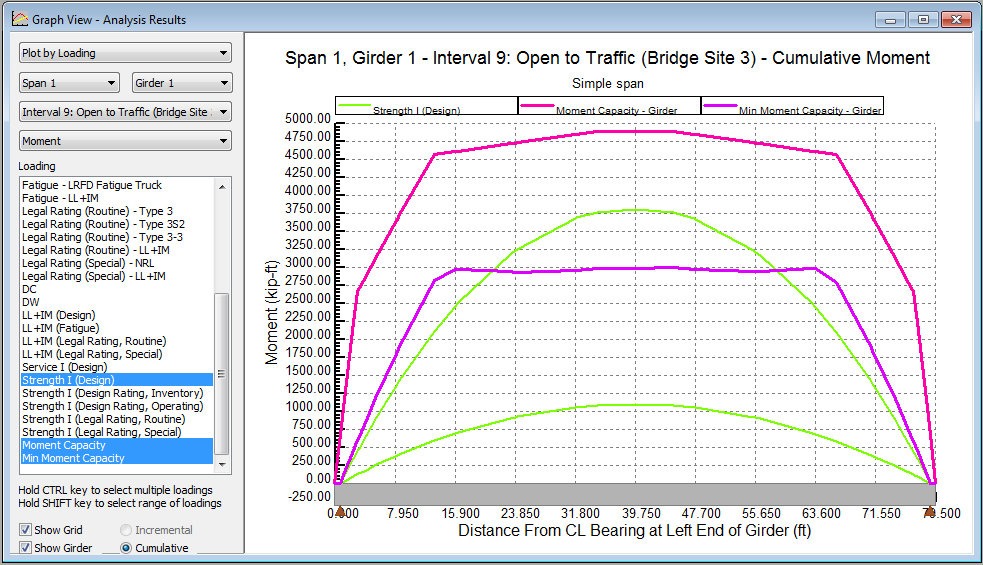 Graph View - Analysis Results
Plot by Loading
Span 1
Girder 1
Interval 9: Open to Traffic (Bridge Site
Moment
Loading
Fatigue - LRFD Fatigue Truck
Fatigue - LL+IM
Legal Rating (Routine) - Type 3
Legal Rating (Routine) - Type 3S2
Legal Rating (Routine) - Type 3-3
Legal Rating (Routine) - LL+IM
Legal Rating (Special) - NRL
Legal Rating (Special) - LL+IM
DC
DW
LL+IM (Design)
LL+IM (Fatigue)
LL+IM (Legal Rating, Routine)
LL+IM (Legal Rating, Special)
Service I (Design)
Strength I (Design)
Strength I (Design Rating, Inventory)
Strength I (Design Rating, Operating)
Strength I (Legal Rating, Routine)
Strength I (Legal Rating, Special)
Moment Capacity
Min Moment Capacity
Hold CTRL key to select multiple loadings
Hold SHIFT key to select range of loadings
Show Grid
Incremental
Show Girder
Cumulative
Span 1, Girder 1 - Interval 9: Open to Traffic (Bridge Site 3) - Cumulative Moment
Simple span
Strength I (Design)
Moment Capacity - Girder
Min Moment Capacity - Girder
Moment (kip-ft)
5000.00
4750.00
4500.00
4250.00
4000.00
3750.00
3500.00
3250.00
3000.00
2750.00
2500.00
2250.00
2000.00
1750.00
1500.00
1250.00
1000.00
750.00
500.00
250.00
0.00
-250.00
7.950
15.900
23.850
31.800
39.750
47.700
55.650
63.600
71.550
Distance From CL Bearing at Left End of Girder (ft)